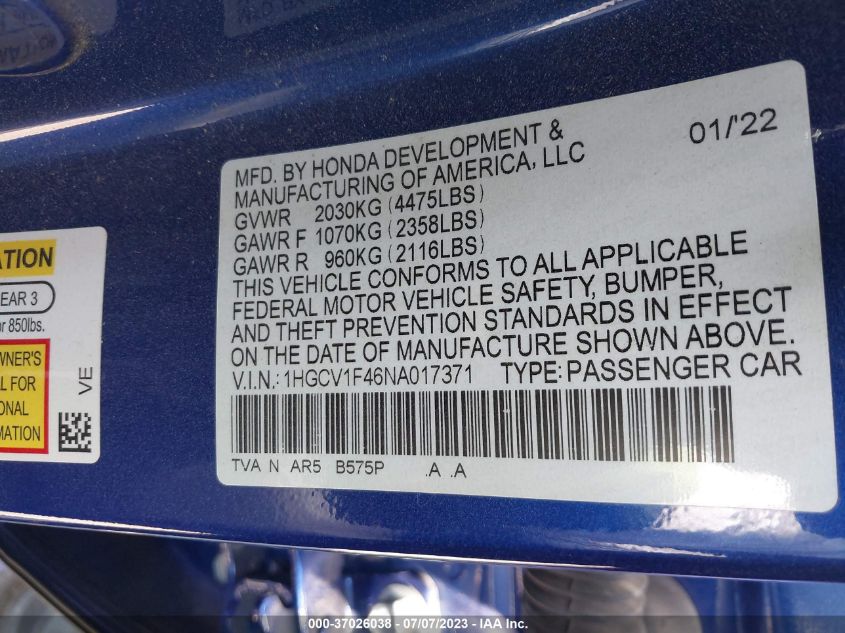 MFD. BY HONDA DEVELOPMENT &
MANUFACTURING OF AMERICA, LLC
01/'22
GVWR 2030KG (4475LBS)
GAWR F 1070KG (2358LBS)
GAWR R 960KG (2116LBS)
THIS VEHICLE CONFORMS TO ALL APPLICABLE
FEDERAL MOTOR VEHICLE SAFETY, BUMPER,
AND THEFT PREVENTION STANDARDS IN EFFECT
ON THE DATE OF MANUFACTURE SHOWN ABOVE.
V.I.N.: 1HGCV1F46NA017371 TYPE: PASSENGER CAR
TVA N AR5 B575P .A .A
ATION
EAR 3
or 850lbs.
WNER'S
AL FOR
ONAL
MATION
VE
000-37026038 - 07/07/2023 - IAA Inc.